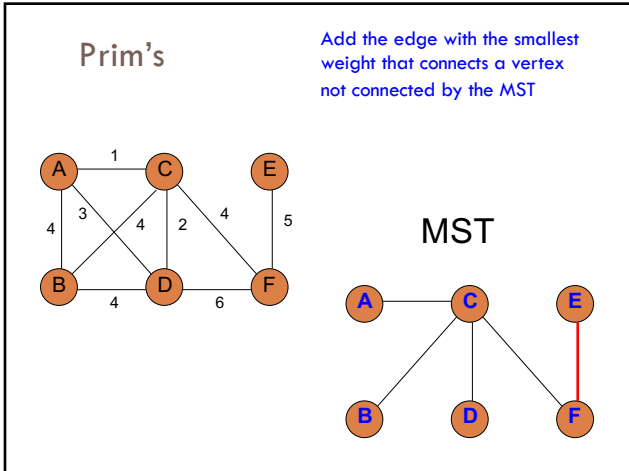 Prim's
Add the edge with the smallest
weight that connects a vertex
not connected by the MST
1
A C E
4 3 4 2 4 5
B D F
4 6
MST
A C E
B D F